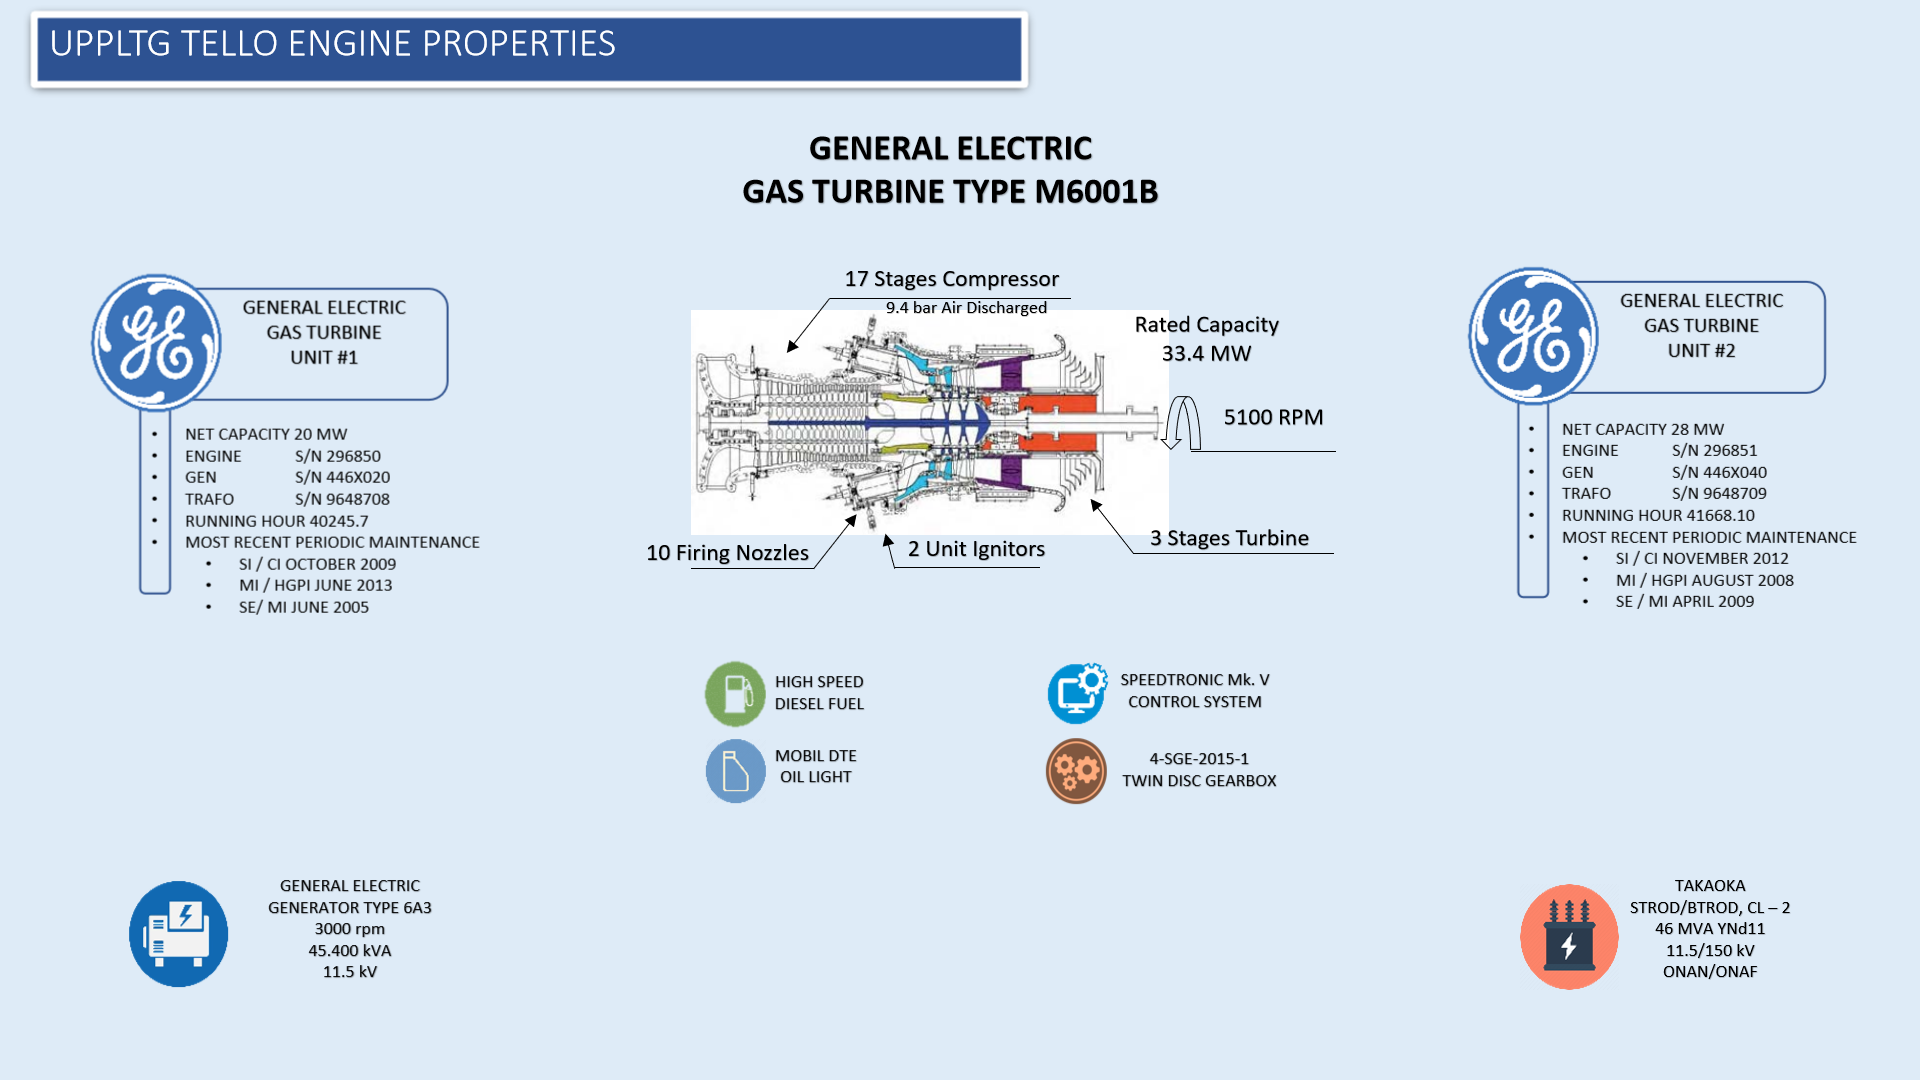 UPPLTG TELLO ENGINE PROPERTIES
GENERAL ELECTRIC
GAS TURBINE TYPE M6001B
GENERAL ELECTRIC
GAS TURBINE
UNIT #1
• NET CAPACITY 20 MW
• ENGINE S/N 296850
• GEN S/N 446X020
• TRAFO S/N 9648708
• RUNNING HOUR 40245.7
• MOST RECENT PERIODIC MAINTENANCE
• SI / CI OCTOBER 2009
• MI / HGPI JUNE 2013
• SE/ MI JUNE 2005
17 Stages Compressor
9.4 bar Air Discharged
Rated Capacity
33.4 MW
5100 RPM
3 Stages Turbine
2 Unit Ignitors
10 Firing Nozzles
GENERAL ELECTRIC
GAS TURBINE
UNIT #2
• NET CAPACITY 28 MW
• ENGINE S/N 296851
• GEN S/N 446X040
• TRAFO S/N 9648709
• RUNNING HOUR 41668.10
• MOST RECENT PERIODIC MAINTENANCE
• SI / CI NOVEMBER 2012
• MI / HGPI AUGUST 2008
• SE / MI APRIL 2009
HIGH SPEED
DIESEL FUEL
SPEEDTRONIC Mk. V
CONTROL SYSTEM
MOBIL DTE
OIL LIGHT
4-SGE-2015-1
TWIN DISC GEARBOX
GENERAL ELECTRIC
GENERATOR TYPE 6A3
3000 rpm
45.400 kVA
11.5 kV
TAKAOKA
STROD/BTROD, CL – 2
46 MVA YNd11
11.5/150 kV
ONAN/ONAF